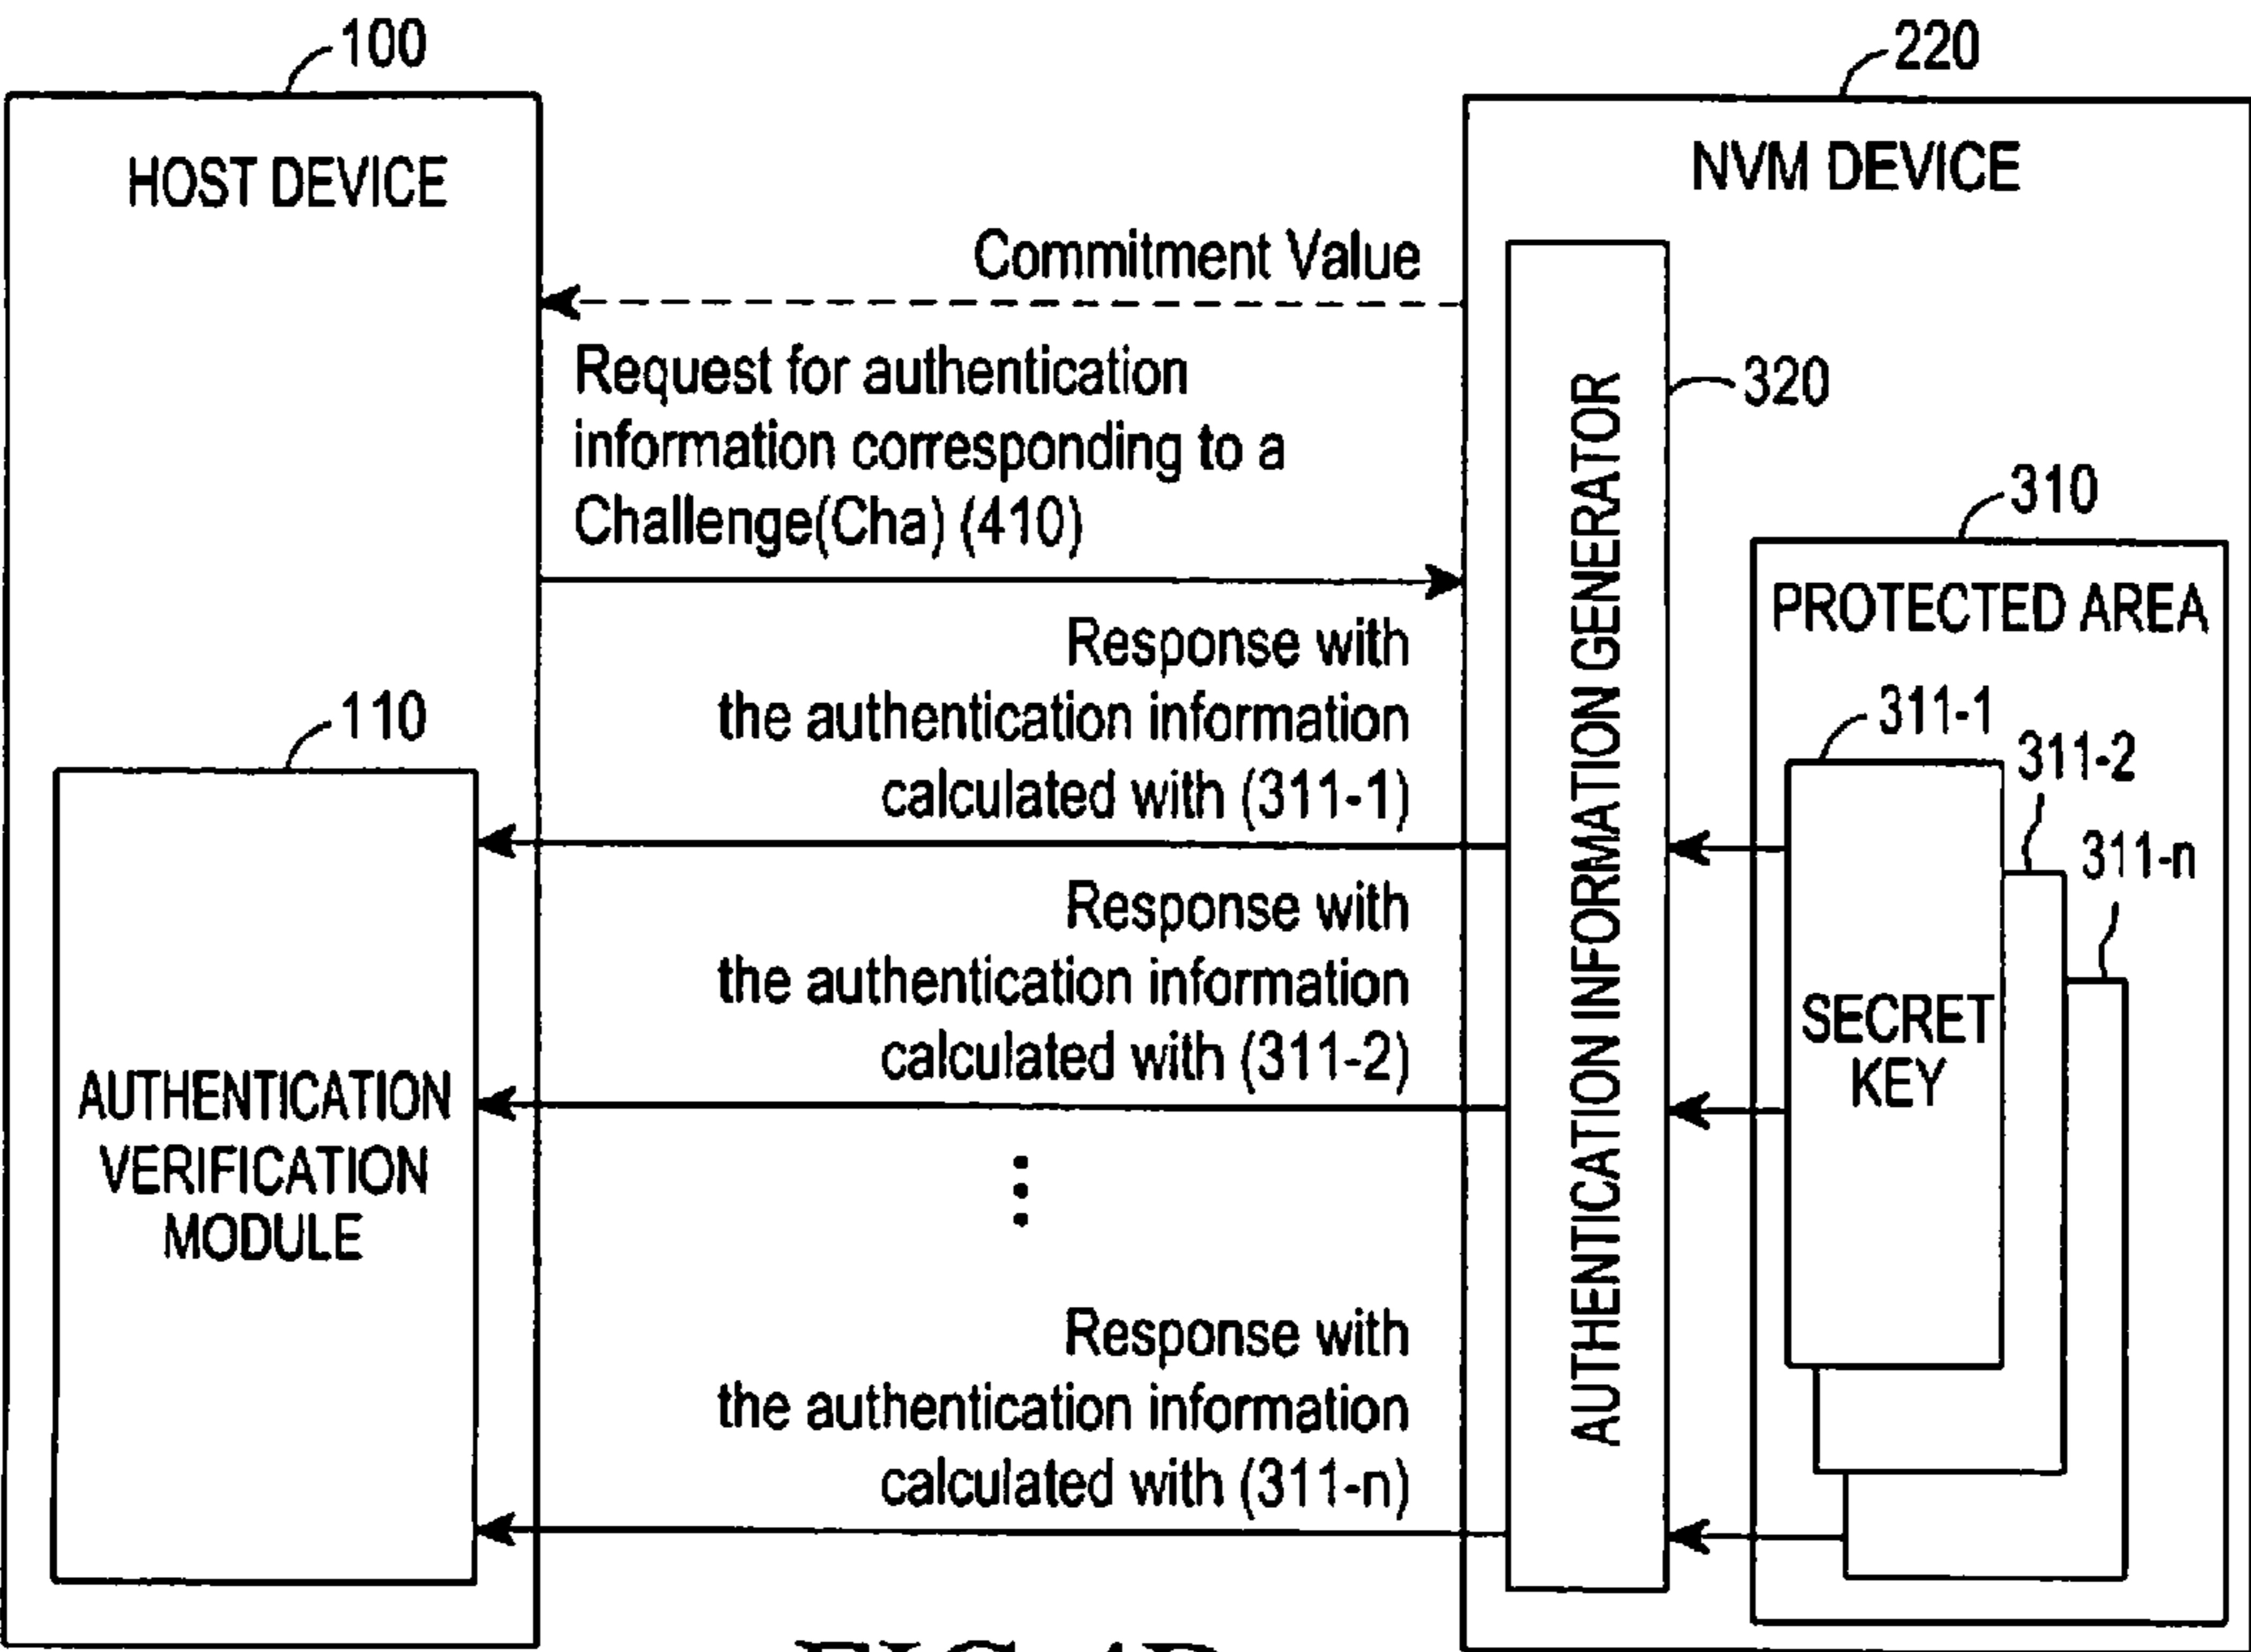 100
HOST DEVICE
220
NVM DEVICE
Commitment Value
Request for authentication
information corresponding to a
Challenge(Cha) (410)
320
AUTHENTICATION INFORMATION GENERATOR
310
PROTECTED AREA
Response with
the authentication information
calculated with (311-1)
110
AUTHENTICATION
VERIFICATION
MODULE
311-1
311-2
311-n
SECRET
KEY
Response with
the authentication information
calculated with (311-2)
Response with
the authentication information
calculated with (311-n)